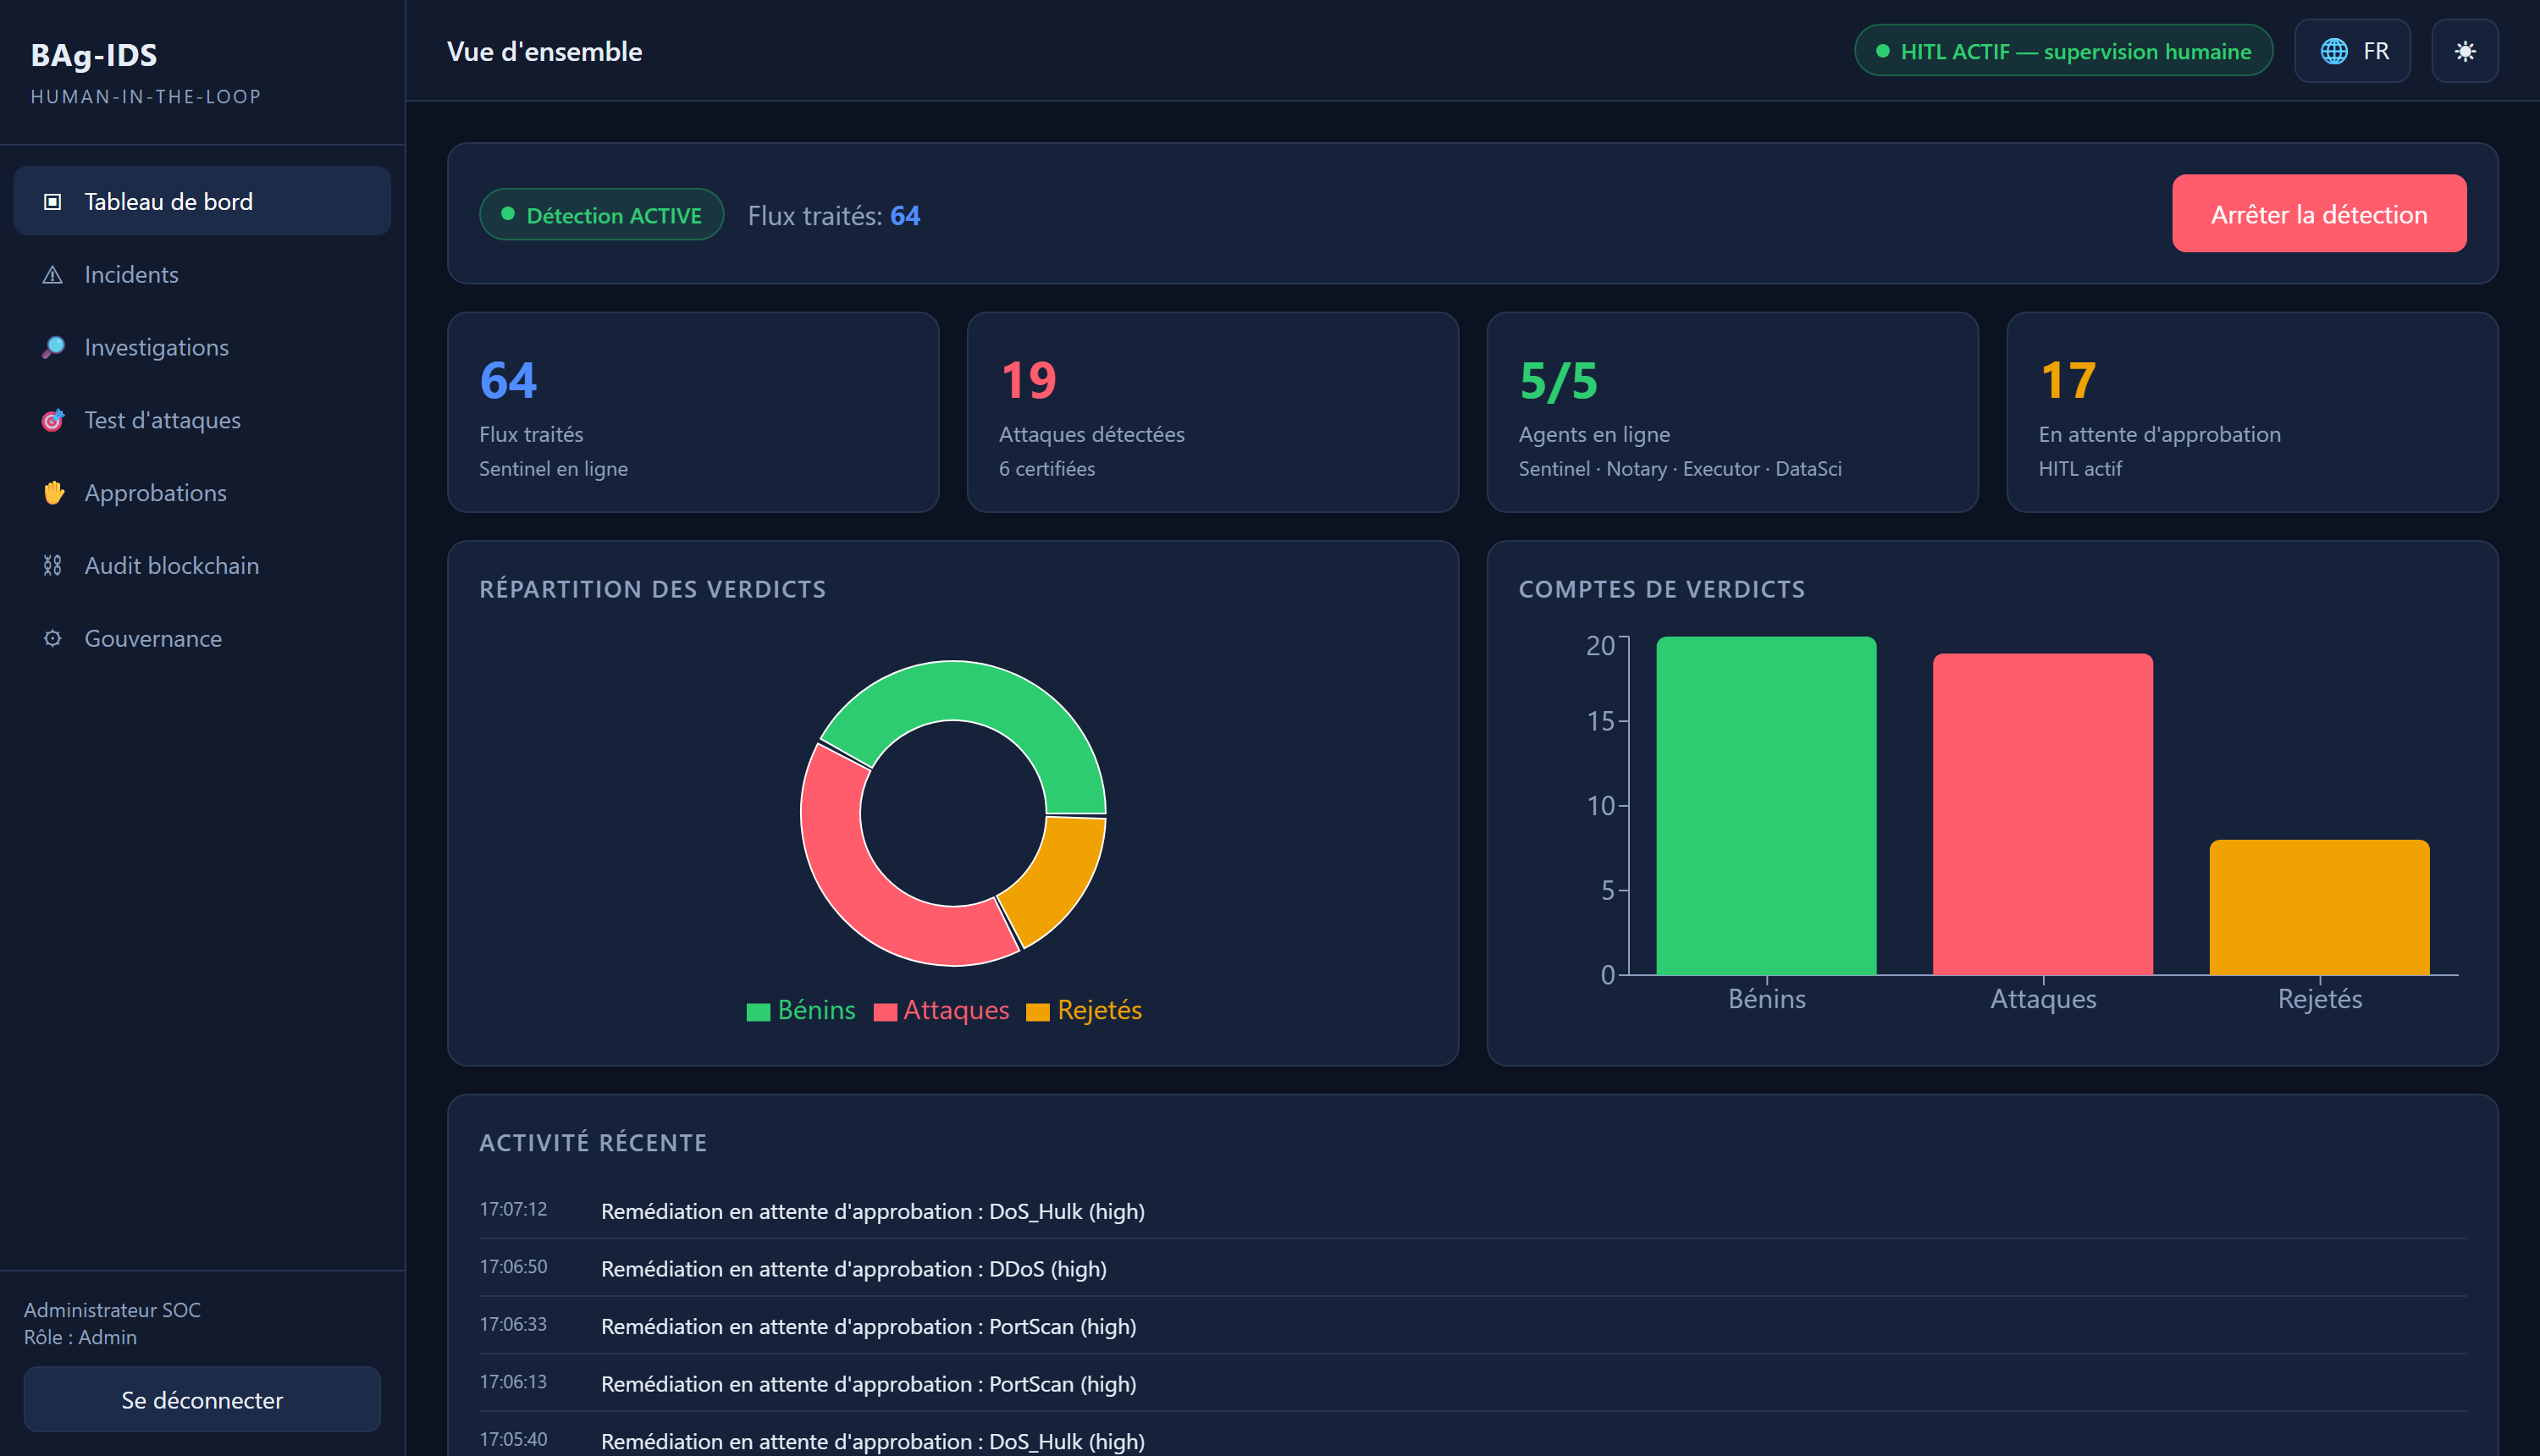 BAg-IDS
HUMAN-IN-THE-LOOP
Tableau de bord
Incidents
Investigations
Test d'attaques
Approbations
Audit blockchain
Gouvernance
Administrateur SOC
Rôle : Admin
Se déconnecter
Vue d'ensemble
HITL ACTIF — supervision humaine
FR
Détection ACTIVE
Flux traités: 64
Arrêter la détection
64
Flux traités
Sentinel en ligne
19
Attaques détectées
6 certifiées
5/5
Agents en ligne
Sentinel · Notary · Executor · DataSci
17
En attente d'approbation
HITL actif
RÉPARTITION DES VERDICTS
Bénins Attaques Rejetés
COMPTES DE VERDICTS
20
15
10
5
0
Bénins Attaques Rejetés
ACTIVITÉ RÉCENTE
17:07:12 Remédiation en attente d'approbation : DoS_Hulk (high)
17:06:50 Remédiation en attente d'approbation : DDoS (high)
17:06:33 Remédiation en attente d'approbation : PortScan (high)
17:06:13 Remédiation en attente d'approbation : PortScan (high)
17:05:40 Remédiation en attente d'approbation : DoS_Hulk (high)